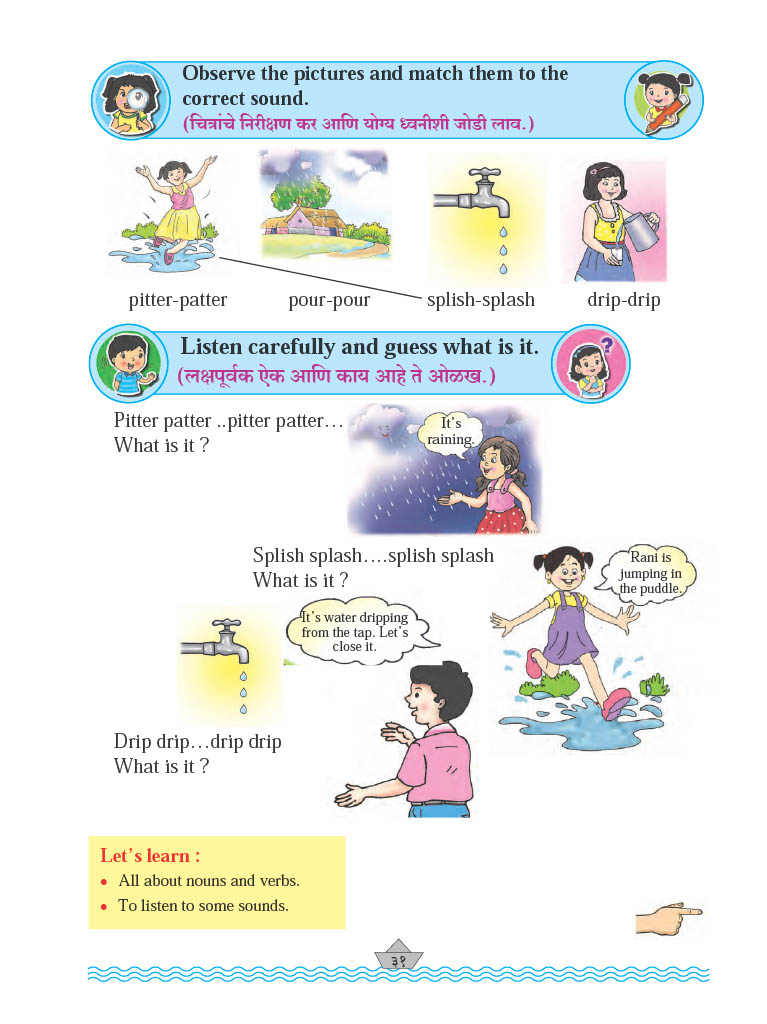 Observe the pictures and match them to the
correct sound.
(चित्रांचे निरीक्षण कर आणि योग्य ध्वनीशी जोडी लाव.)
pitter-patter pour-pour splish-splash drip-drip
Listen carefully and guess what is it.
(लक्षपूर्वक ऐक आणि काय आहे ते ओळख.)
Pitter patter ..pitter patter…
What is it ?
It's
raining.
?
Splish splash….splish splash
What is it ?
Rani is
jumping in
the puddle.
It's water dripping
from the tap. Let's
close it.
Drip drip…drip drip
What is it ?
Let's learn :
• All about nouns and verbs.
• To listen to some sounds.
३१